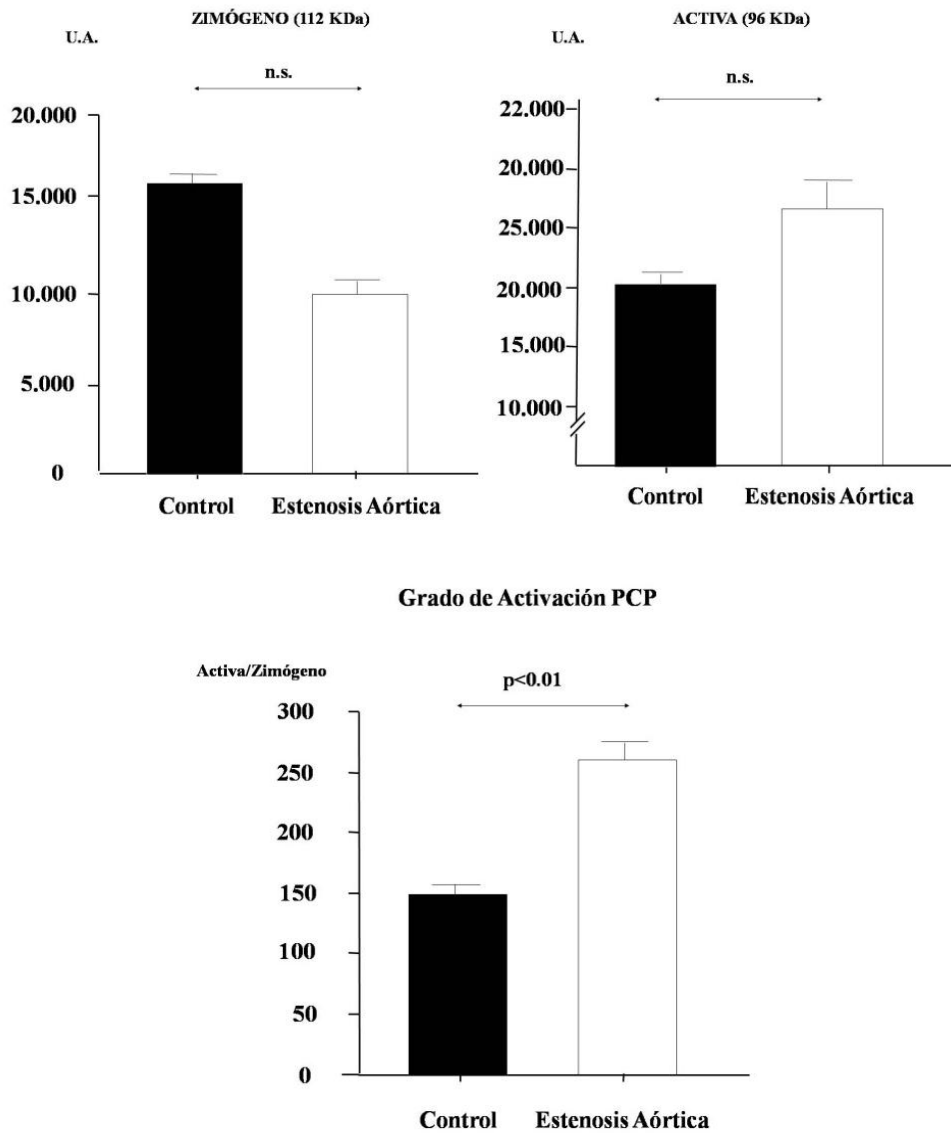 ZIMÓGENO (112 KDa)
U.A.
n.s.
20.000
15.000
10.000
5.000
0
Control
Estenosis Aórtica
ACTIVA (96 KDa)
U.A.
n.s.
22.000
20.000
25.000
20.000
15.000
10.000
Control
Estenosis Aórtica
Grado de Activación PCP
Activa/Zimógeno
p<0.01
300
250
200
150
100
50
0
Control
Estenosis Aórtica